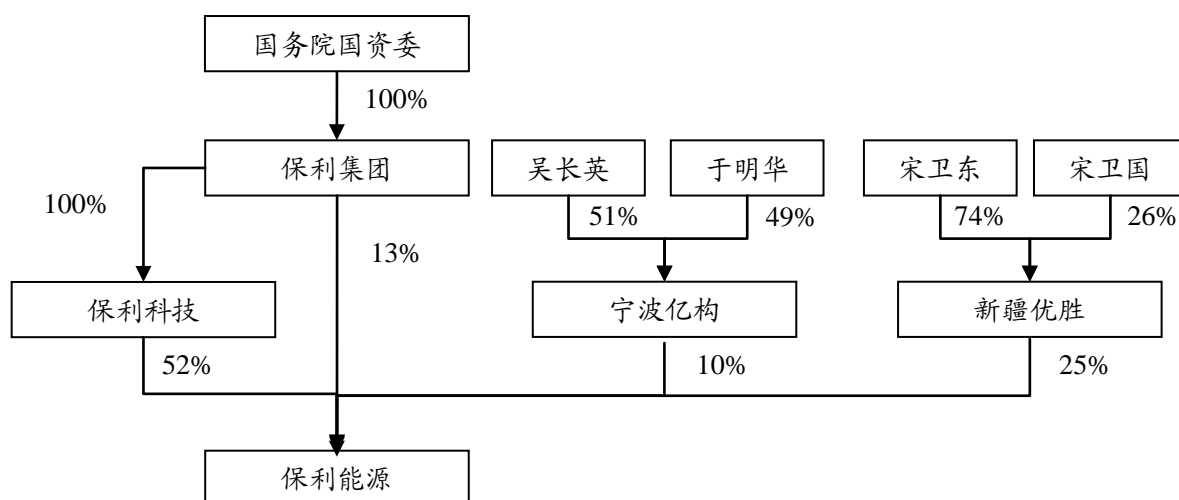 国务院国资委
100%
保利集团
吴长英
于明华
宋卫东
宋卫国
100%
13%
51%
49%
74%
26%
保利科技
宁波亿构
新疆优胜
52%
10%
25%
保利能源